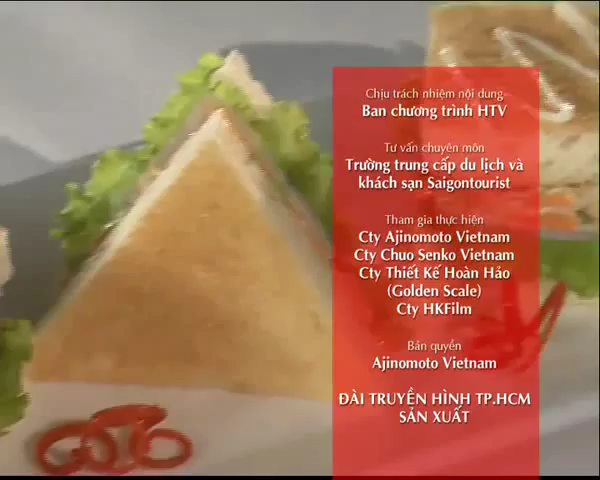 Chịu trách nhiệm nội dung
Ban chương trình HTV
Tư vấn chuyên môn
Trường trung cấp du lịch và
khách sạn Saigontourist
Tham gia thực hiện
Cty Ajinomoto Vietnam
Cty Chuo Senko Vietnam
Cty Thiết Kế Hoàn Hảo
(Golden Scale)
Cty HKFilm
Bản quyền
Ajinomoto Vietnam
ĐÀI TRUYỀN HÌNH TP.HCM
SẢN XUẤT